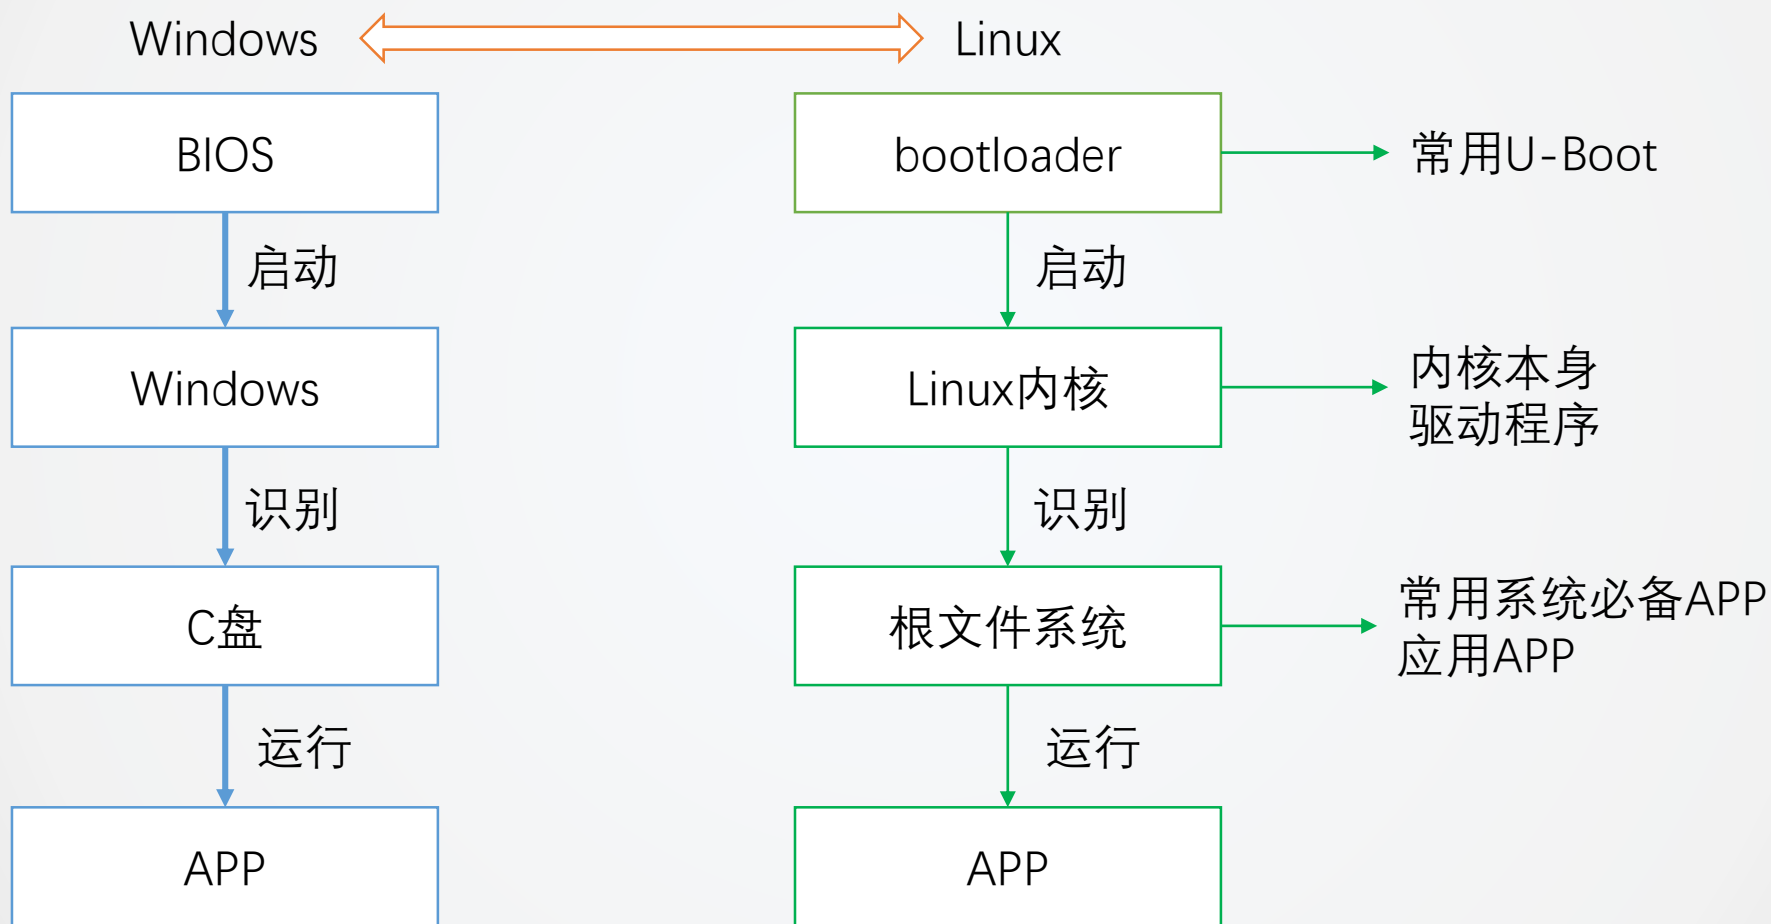 Windows
Linux
BIOS
bootloader
常用U-Boot
启动
启动
Windows
Linux内核
内核本身
驱动程序
识别
识别
C盘
根文件系统
常用系统必备APP
应用APP
运行
运行
APP
APP